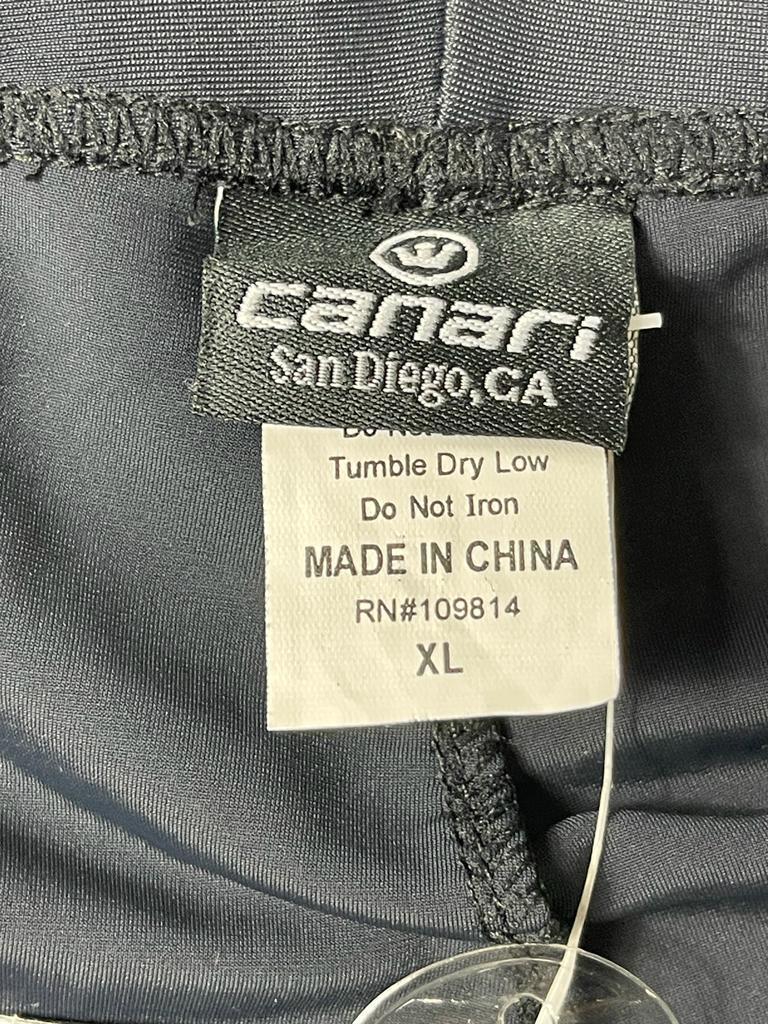 canari
San Diego, CA
Tumble Dry Low
Do Not Iron
MADE IN CHINA
RN#109814
XL